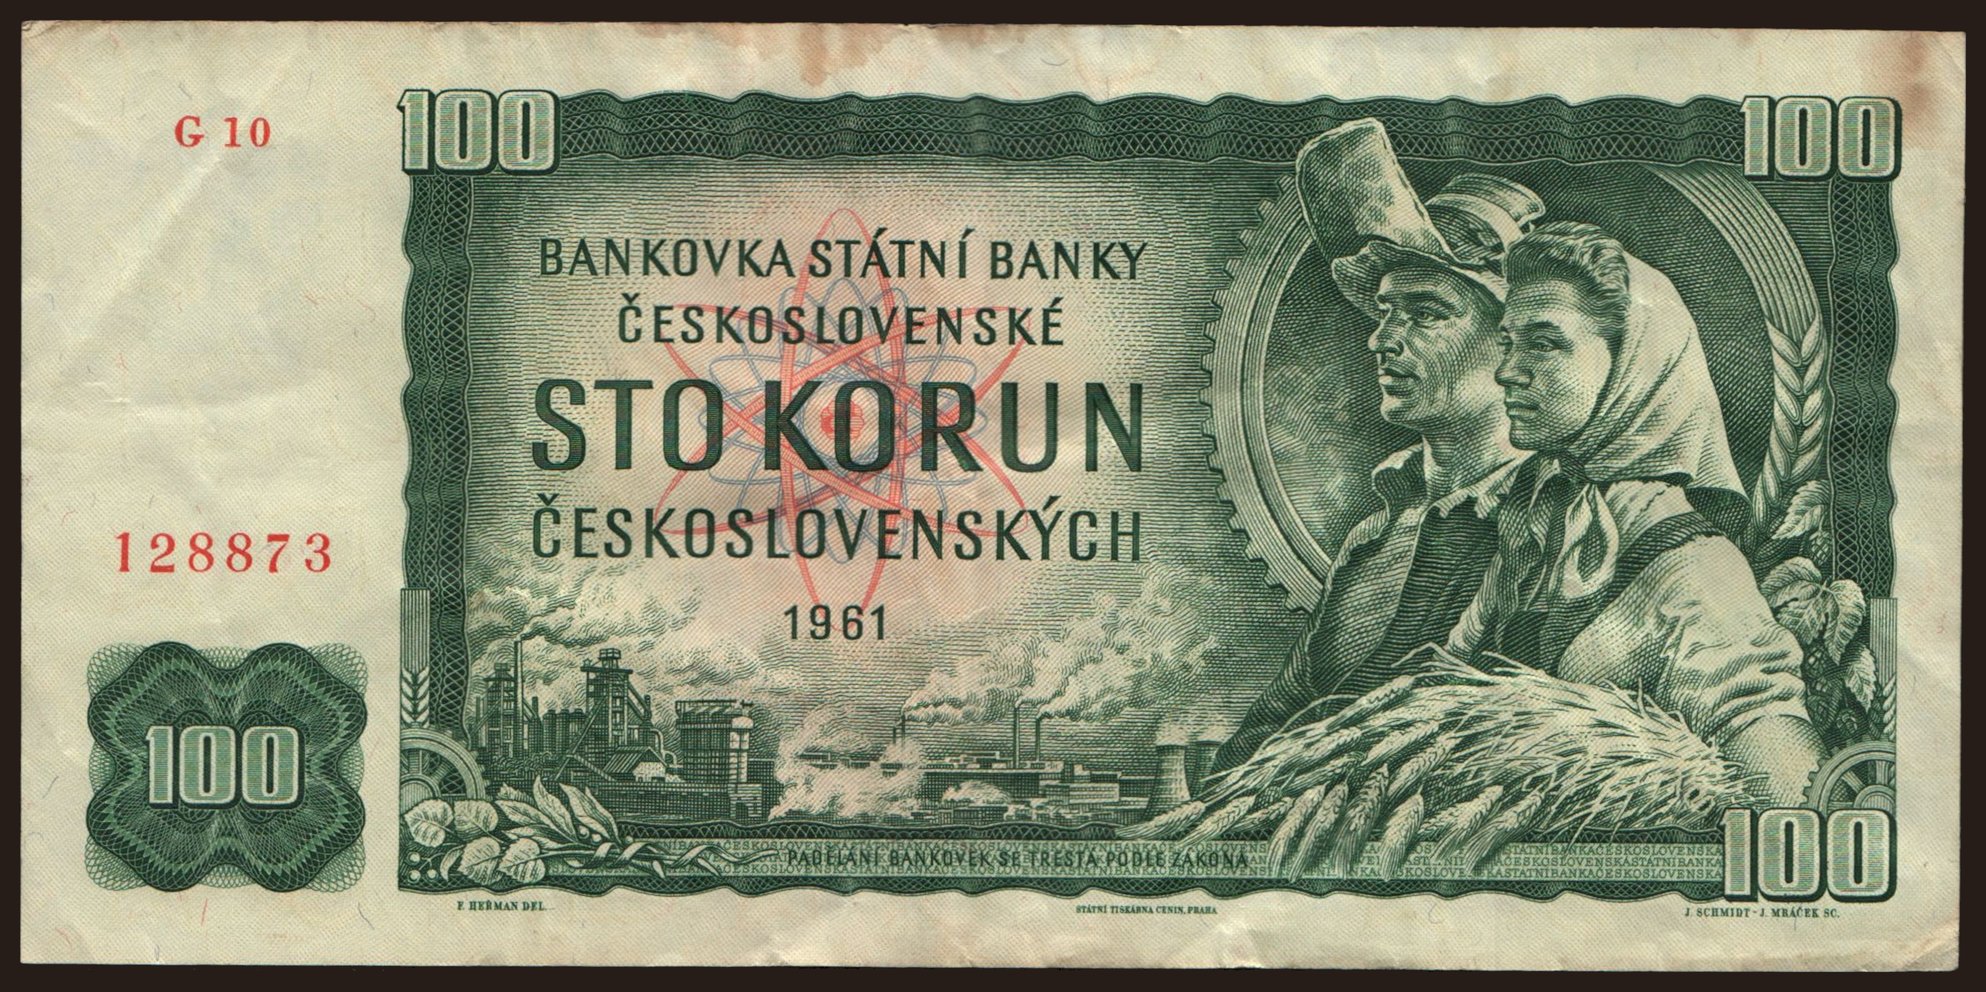 100
100
G 10
BANKOVKA STÁTNÍ BANKY
ČESKOSLOVENSKÉ
STO KORUN
ČESKOSLOVENSKÝCH
128873
1961
100
PADĚLÁNÍ BANKOVEK SE TRESTÁ PODLE ZÁKONA
100
F. HEŘMAN DEL.
STÁTNÍ TISKÁRNA CENIN, PRAHA
J. SCHMIDT - J. MRÁČEK SC.